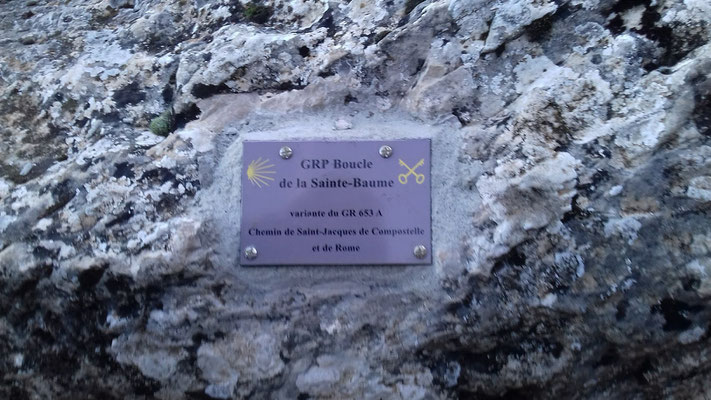 GRP Boucle
de la Sainte-Baume
variante du GR 653 A
Chemin de Saint-Jacques de Compostelle
et de Rome